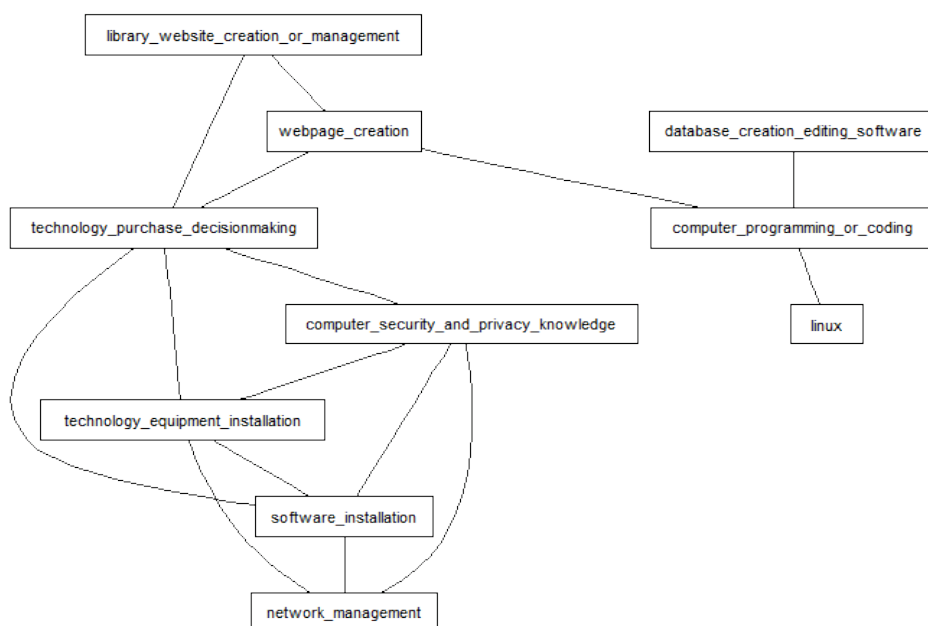 library_website_creation_or_management
webpage_creation
database_creation_editing_software
technology_purchase_decisionmaking
computer_programming_or_coding
computer_security_and_privacy_knowledge
linux
technology_equipment_installation
software_installation
network_management